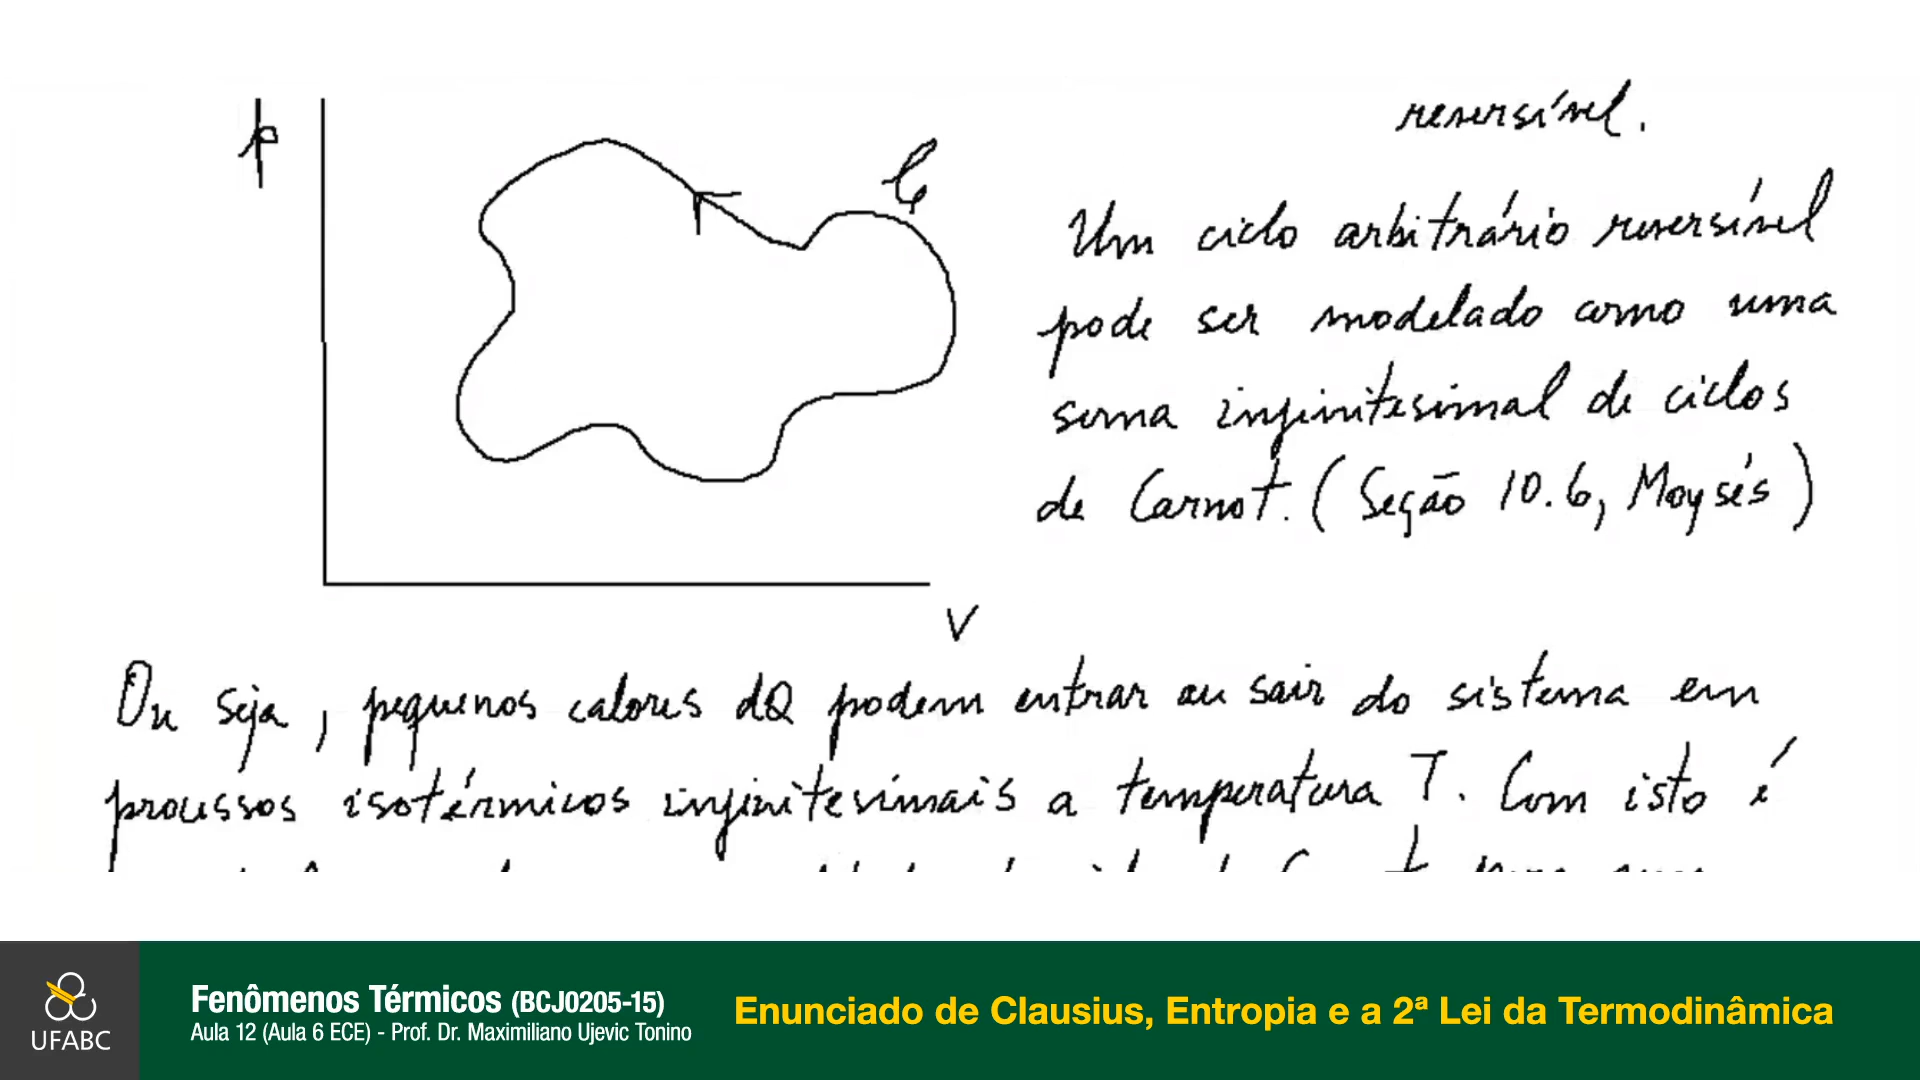 reversível.
p
C
Um ciclo arbitrário reversível
pode ser modelado como uma
soma infinitesimal de ciclos
de Carnot. (Seção 10.6, Moysés)
V
Ou seja, pequenos calores dQ podem entrar ou sair do sistema em
processos isotérmicos infinitesimais a temperatura T. Com isto é
UFABC
Fenômenos Térmicos (BCJ0205-15)
Aula 12 (Aula 6 ECE) - Prof. Dr. Maximiliano Ujevic Tonino
Enunciado de Clausius, Entropia e a 2ª Lei da Termodinâmica